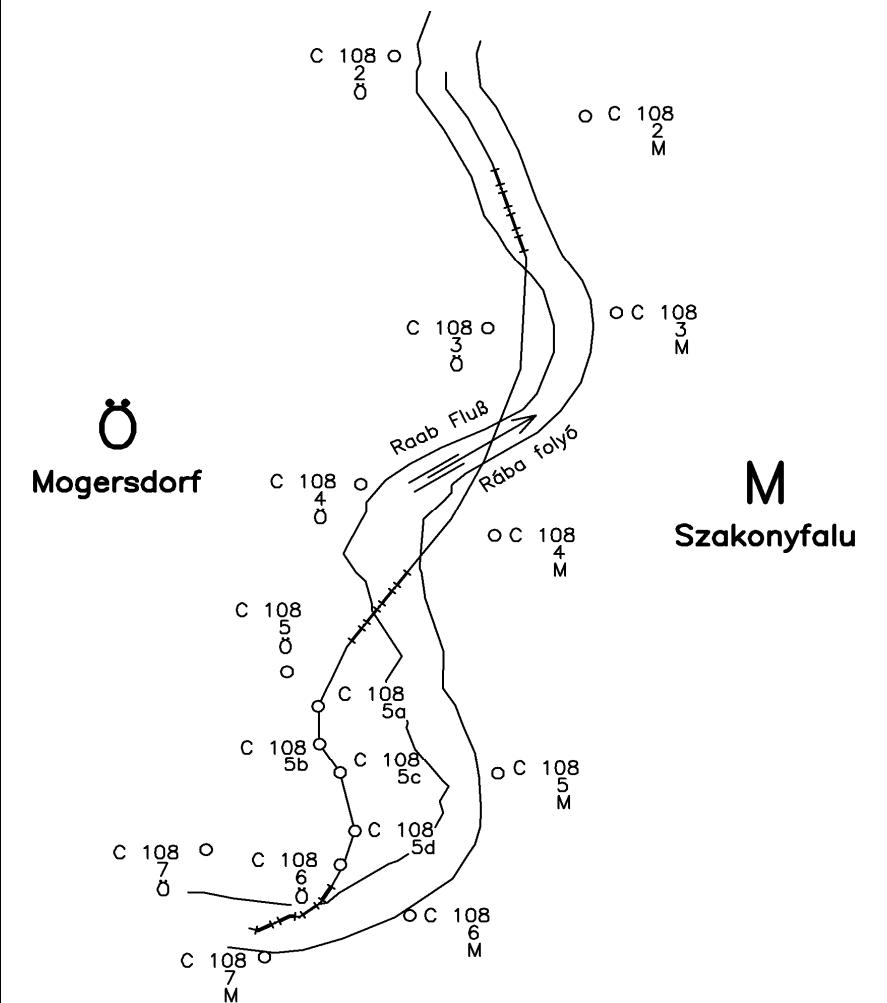 C 108
2
Ö
C 108
2
M
C 108
3
M
C 108
3
Ö
Ö
Mogersdorf
Raab Fluß
Rába folyó
M
Szakonyfalu
C 108
4
Ö
C 108
4
M
C 108
5
Ö
C 108
5a
C 108
5b
C 108
5c
C 108
5
M
C 108
5d
C 108
7
Ö
C 108
6
Ö
C 108
6
M
C 108
7
M